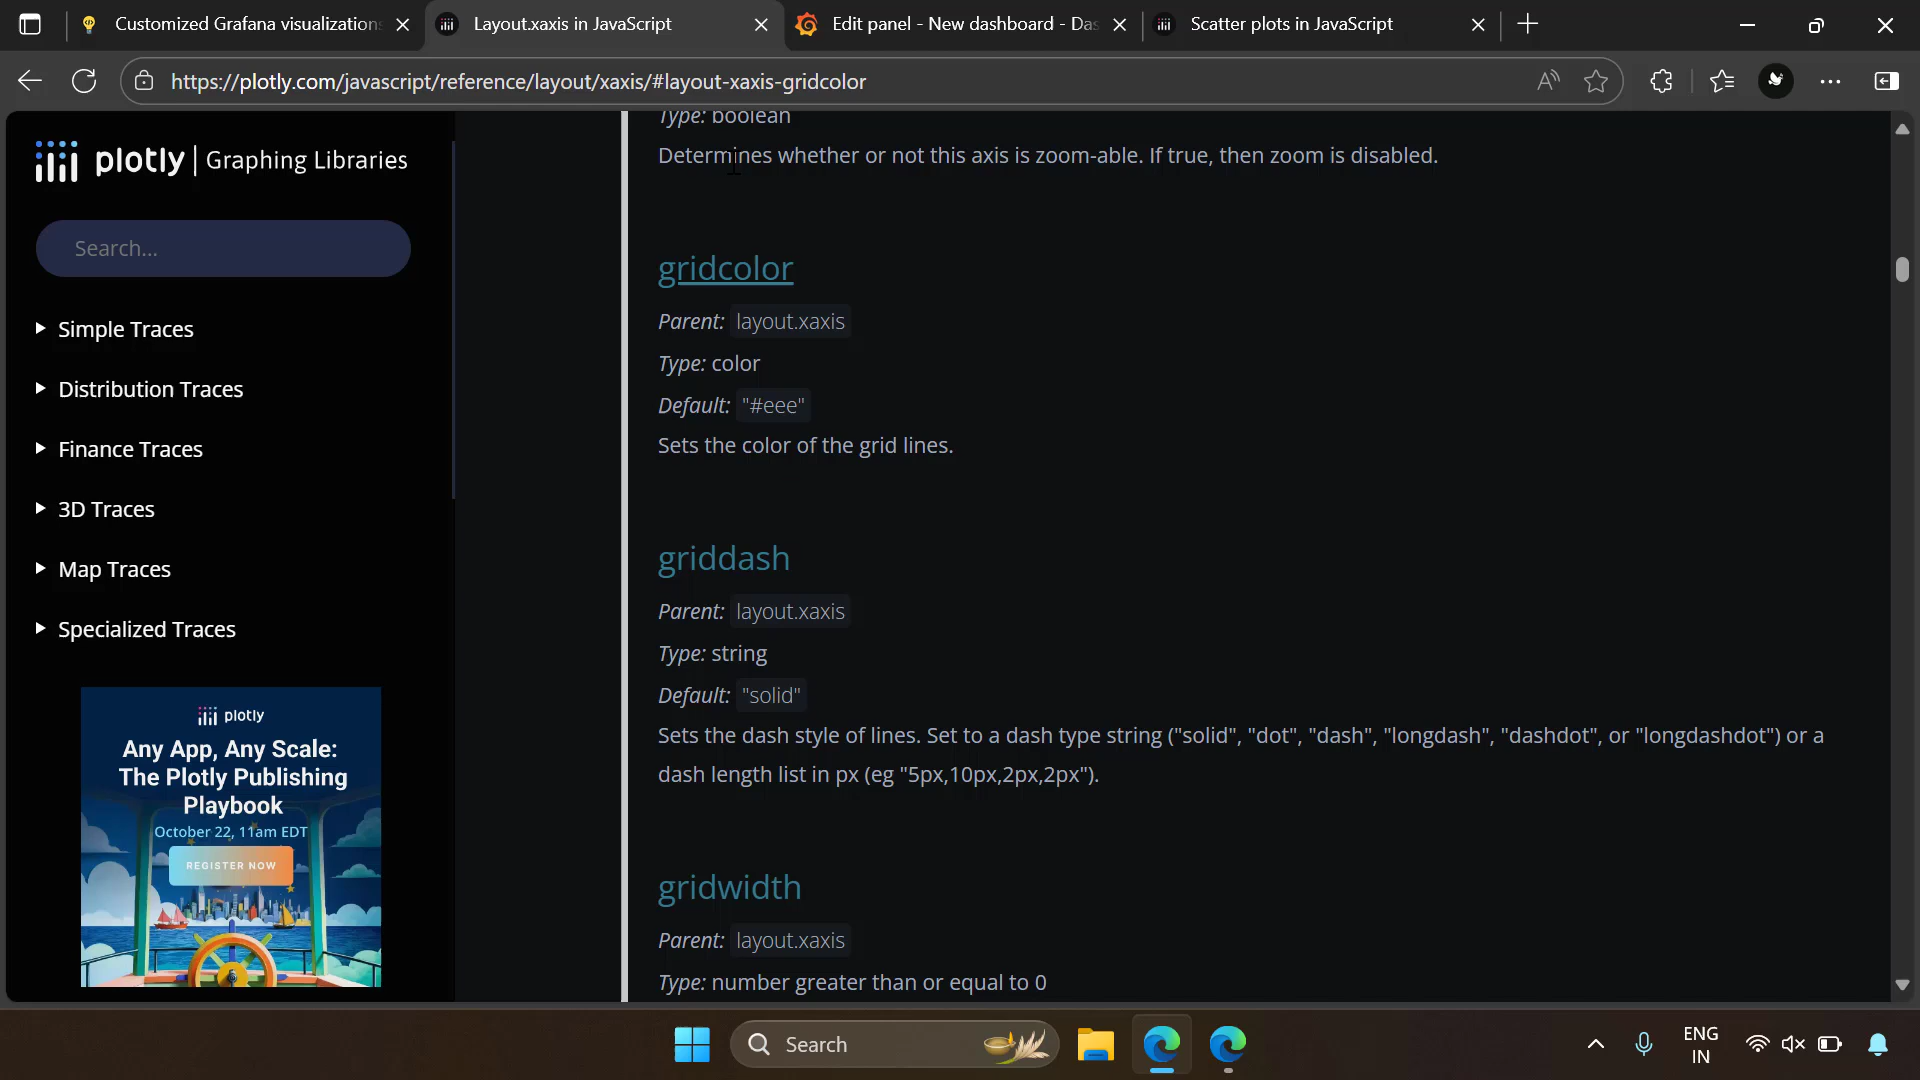 Customized Grafana visualization
Layout.xaxis in JavaScript
Edit panel - New dashboard - Das
Scatter plots in JavaScript
https://plotly.com/javascript/reference/layout/xaxis/#layout-xaxis-gridcolor
plotly | Graphing Libraries
Search...
Simple Traces
Distribution Traces
Finance Traces
3D Traces
Map Traces
Specialized Traces
plotly
Any App, Any Scale:
The Plotly Publishing
Playbook
October 22, 11am EDT
REGISTER NOW
Type: boolean
Determines whether or not this axis is zoom-able. If true, then zoom is disabled.
gridcolor
Parent: layout.xaxis
Type: color
Default: "#eee"
Sets the color of the grid lines.
griddash
Parent: layout.xaxis
Type: string
Default: "solid"
Sets the dash style of lines. Set to a dash type string ("solid", "dot", "dash", "longdash", "dashdot", or "longdashdot") or a
dash length list in px (eg "5px,10px,2px,2px").
gridwidth
Parent: layout.xaxis
Type: number greater than or equal to 0
Search
ENG
IN